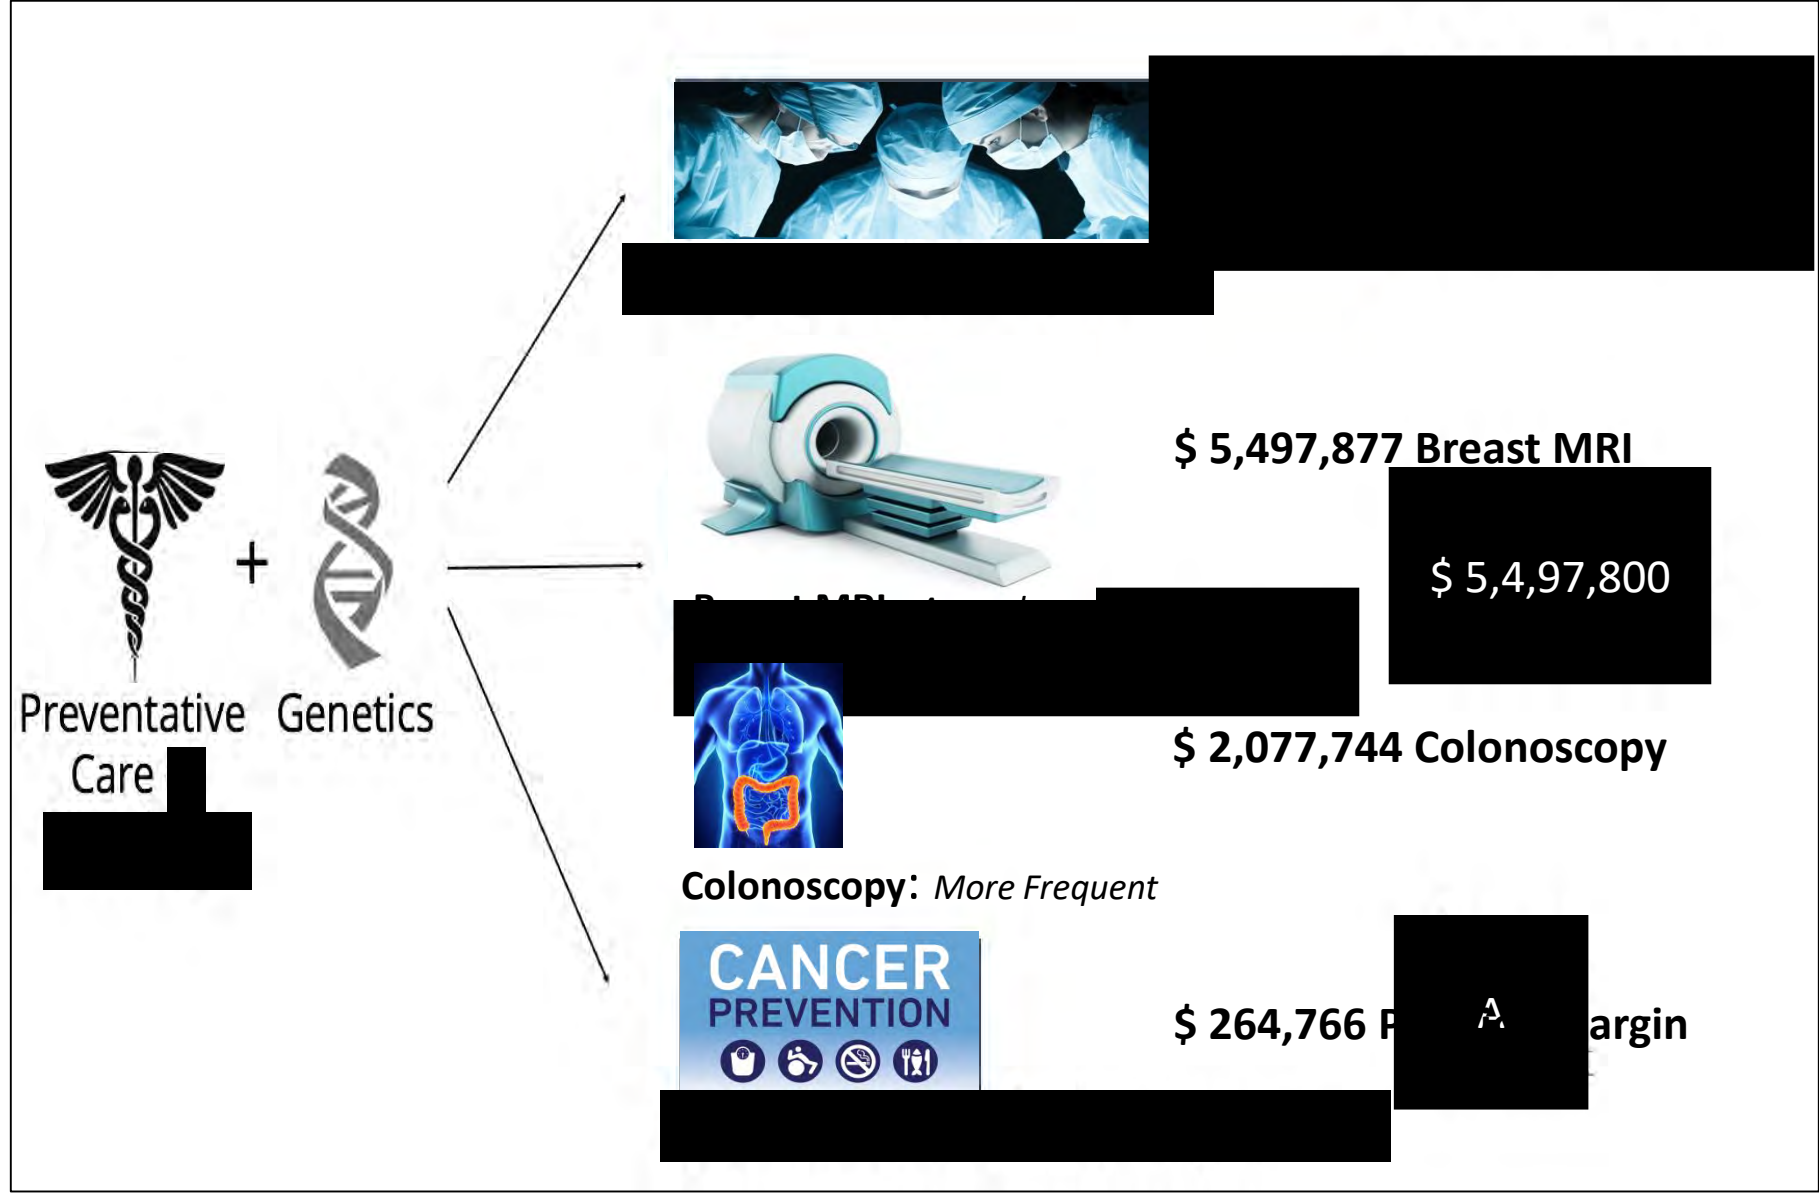 $ 5,497,877 Breast MRI
$ 5,4,97,800
+
Preventative Genetics
Care
$ 2,077,744 Colonoscopy
Colonoscopy: More Frequent
CANCER
PREVENTION
$ 264,766
A